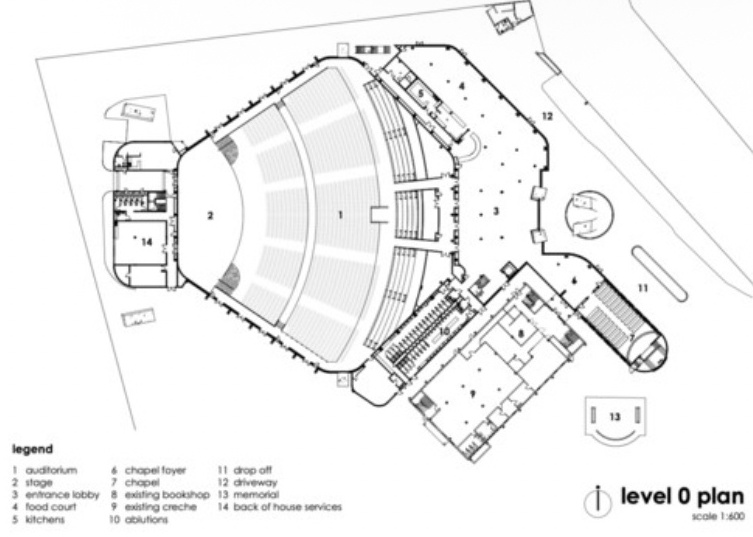 4
5
12
3
2
1
14
6
11
10
8
9
13
legend
1 auditorium
2 stage
3 entrance lobby
4 food court
5 kitchens
6 chapel foyer
7 chapel
8 existing bookshop
9 existing creche
10 ablutions
11 drop off
12 driveway
13 memorial
14 back of house services
level 0 plan
scale 1:600